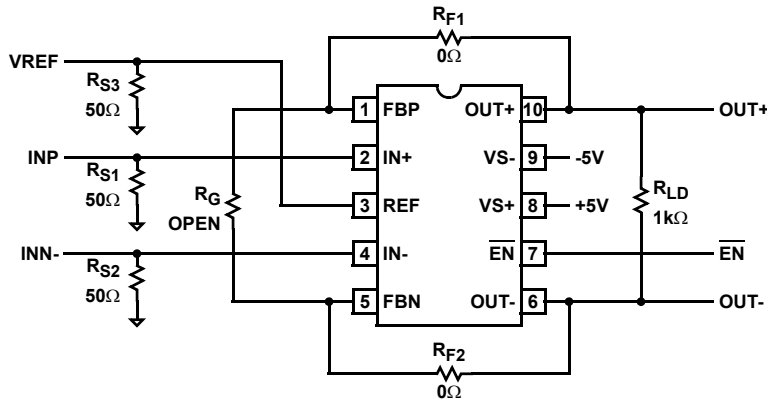 RF1
0Ω
VREF
RS3
50Ω
1 FBP OUT+ 10 OUT+
INP
RS1
50Ω
2 IN+ VS- 9 -5V
RG
OPEN
3 REF VS+ 8 +5V
RLD
1kΩ
INN-
RS2
50Ω
4 IN- EN 7 EN
5 FBN OUT- 6 OUT-
RF2
0Ω